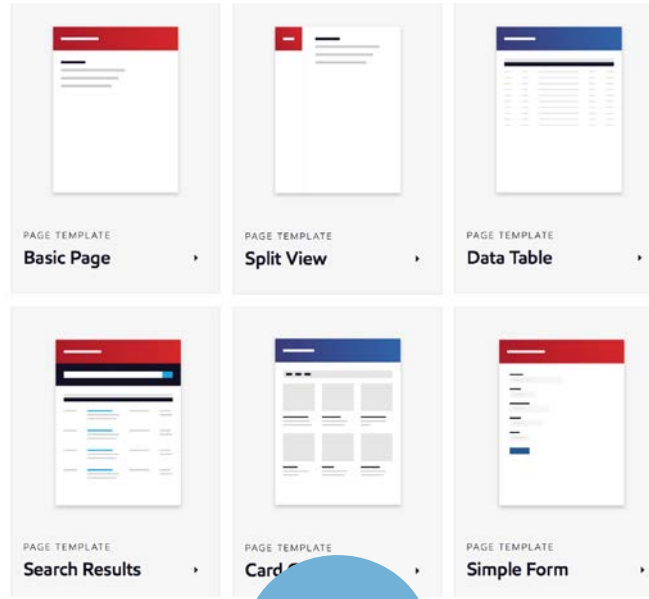 PAGE TEMPLATE
Basic Page
PAGE TEMPLATE
Split View
PAGE TEMPLATE
Data Table
PAGE TEMPLATE
Search Results
PAGE TEMPLATE
Card
PAGE TEMPLATE
Simple Form